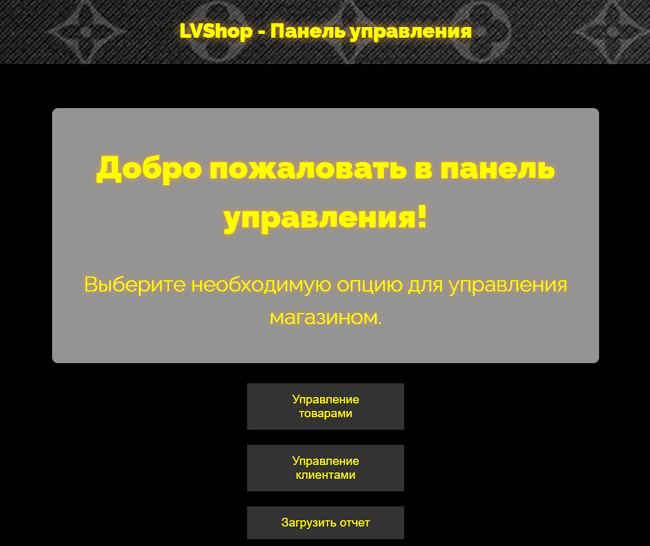 LVShop - Панель управления
Добро пожаловать в панель
управления!
Выберите необходимую опцию для управления
магазином.
Управление
товарами
Управление
клиентами
Загрузить отчет